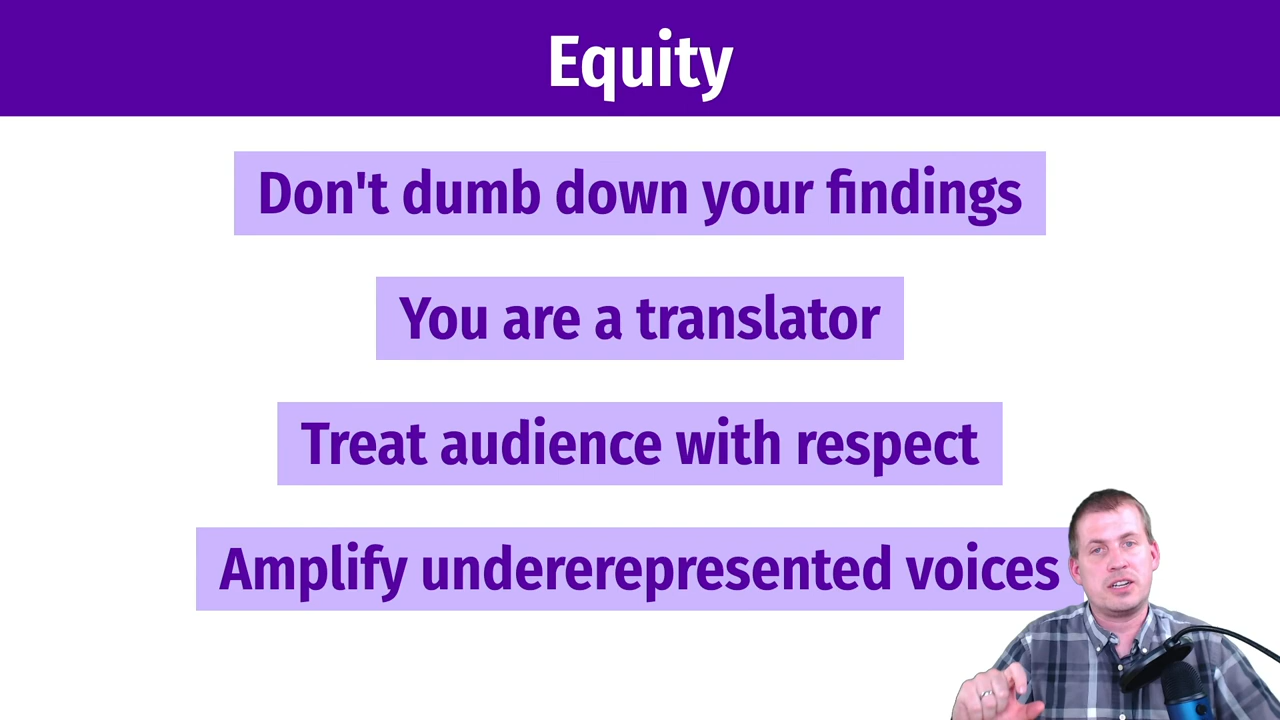 Equity
Don't dumb down your findings
You are a translator
Treat audience with respect
Amplify undererepresented voices